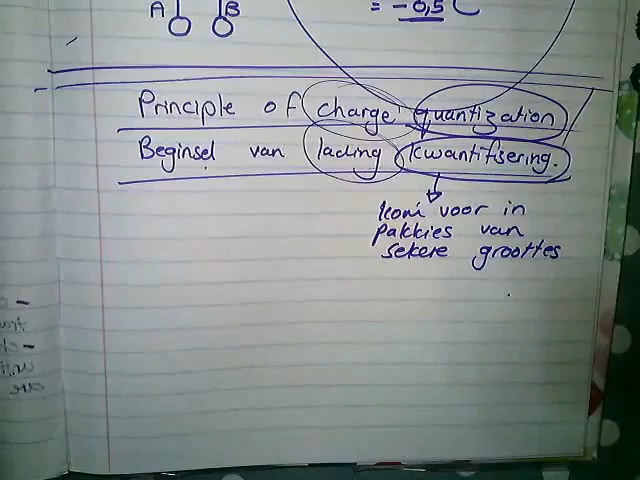 A B
= -0,5 C
Principle of charge quantization
Beginsel van lading kwantifisering.
kom voor in
pakkies van
sekere groottes